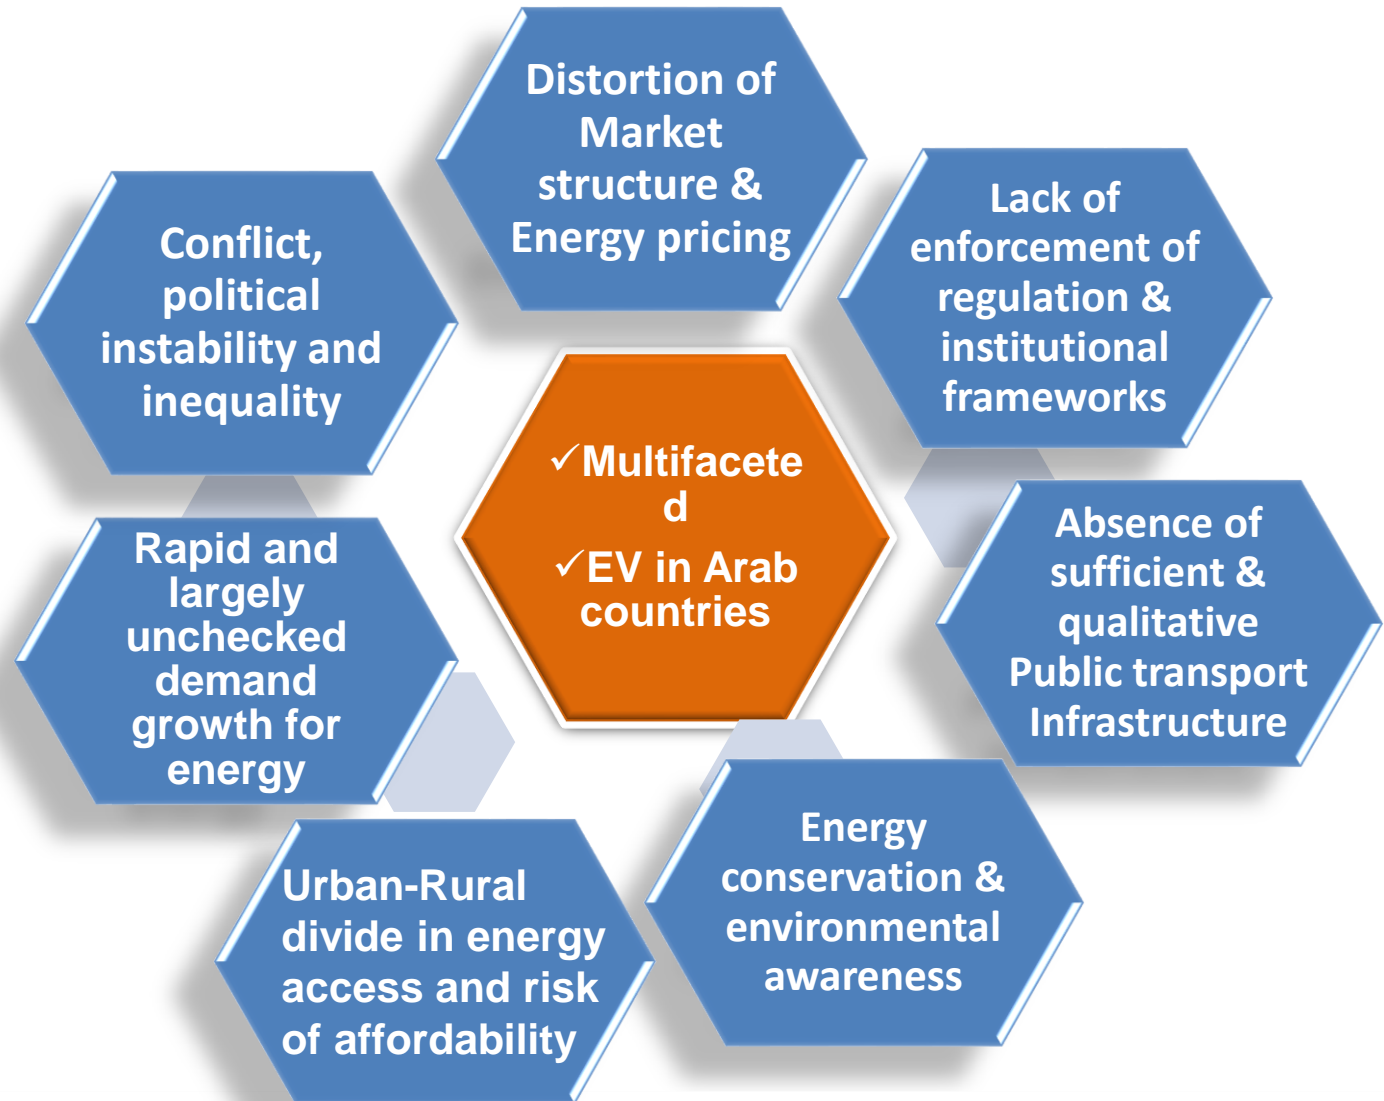 Distortion of
Market
structure &
Energy pricing
Lack of
enforcement of
regulation &
institutional
frameworks
Conflict,
political
instability and
inequality
✓Multifacete
d
✓EV in Arab
countries
Absence of
sufficient &
qualitative
Public transport
Infrastructure
Rapid and
largely
unchecked
demand
growth for
energy
Energy
conservation &
environmental
awareness
Urban-Rural
divide in energy
access and risk
of affordability